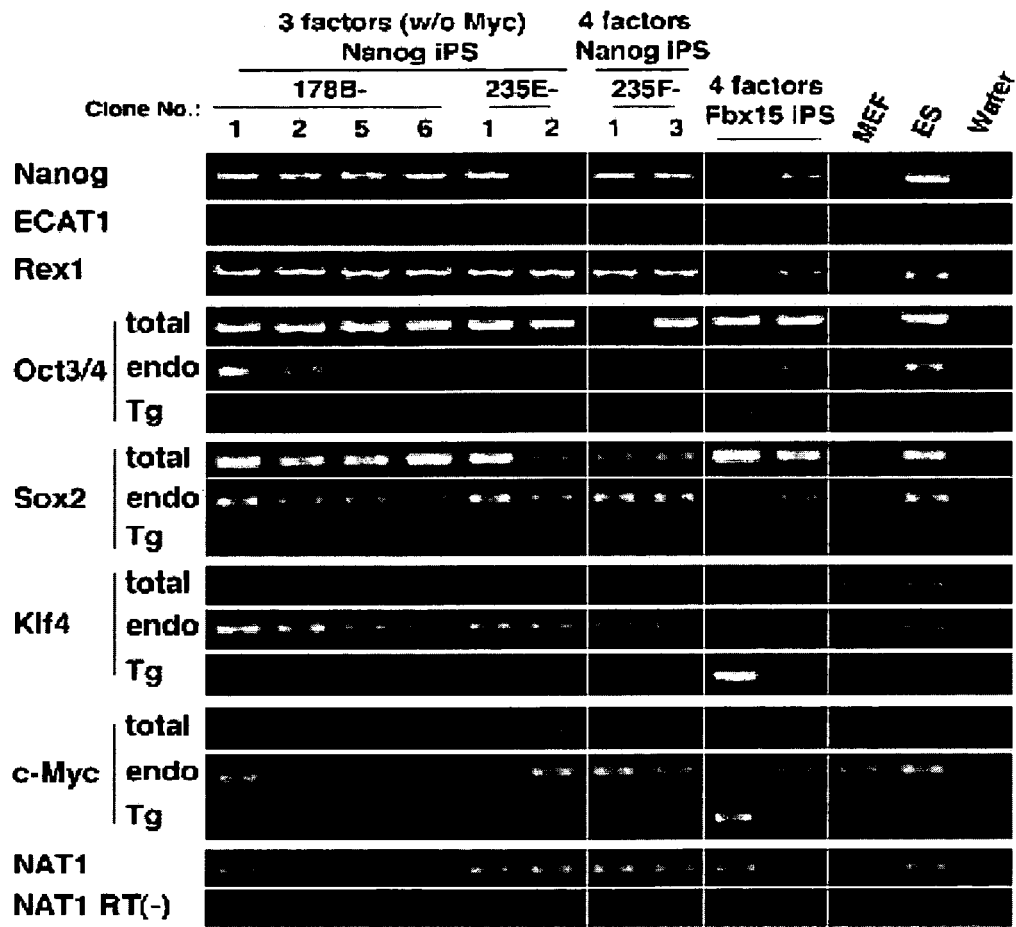 3 factors (w/o Myc)
Nanog iPS
4 factors
Nanog iPS
4 factors
Fbx15 iPS
Clone No.:
178B-
235E-
235F-
1 2 5 6 1 2 1 3
MEF ES Water
Nanog
ECAT1
Rex1
Oct3/4
total
endo
Tg
Sox2
total
endo
Tg
Klf4
total
endo
Tg
c-Myc
total
endo
Tg
NAT1
NAT1 RT(-)